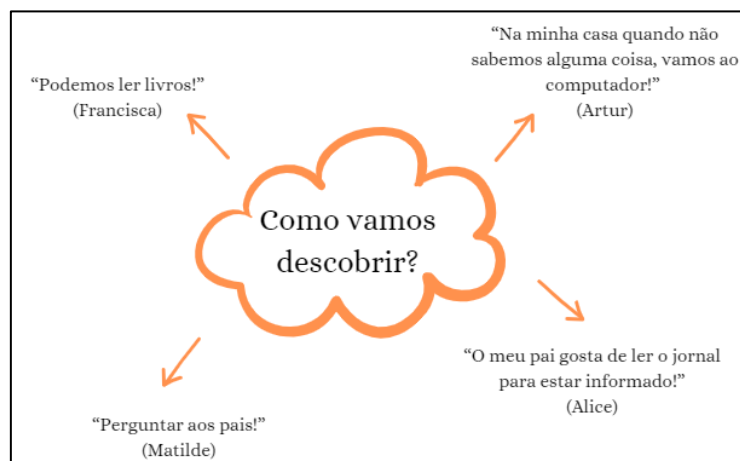 “Na minha casa quando não
sabemos alguma coisa, vamos ao
computador!”
(Artur)
“Podemos ler livros!”
(Francisca)
Como vamos
descobrir?
“O meu pai gosta de ler o jornal
para estar informado!”
(Alice)
“Perguntar aos pais!”
(Matilde)